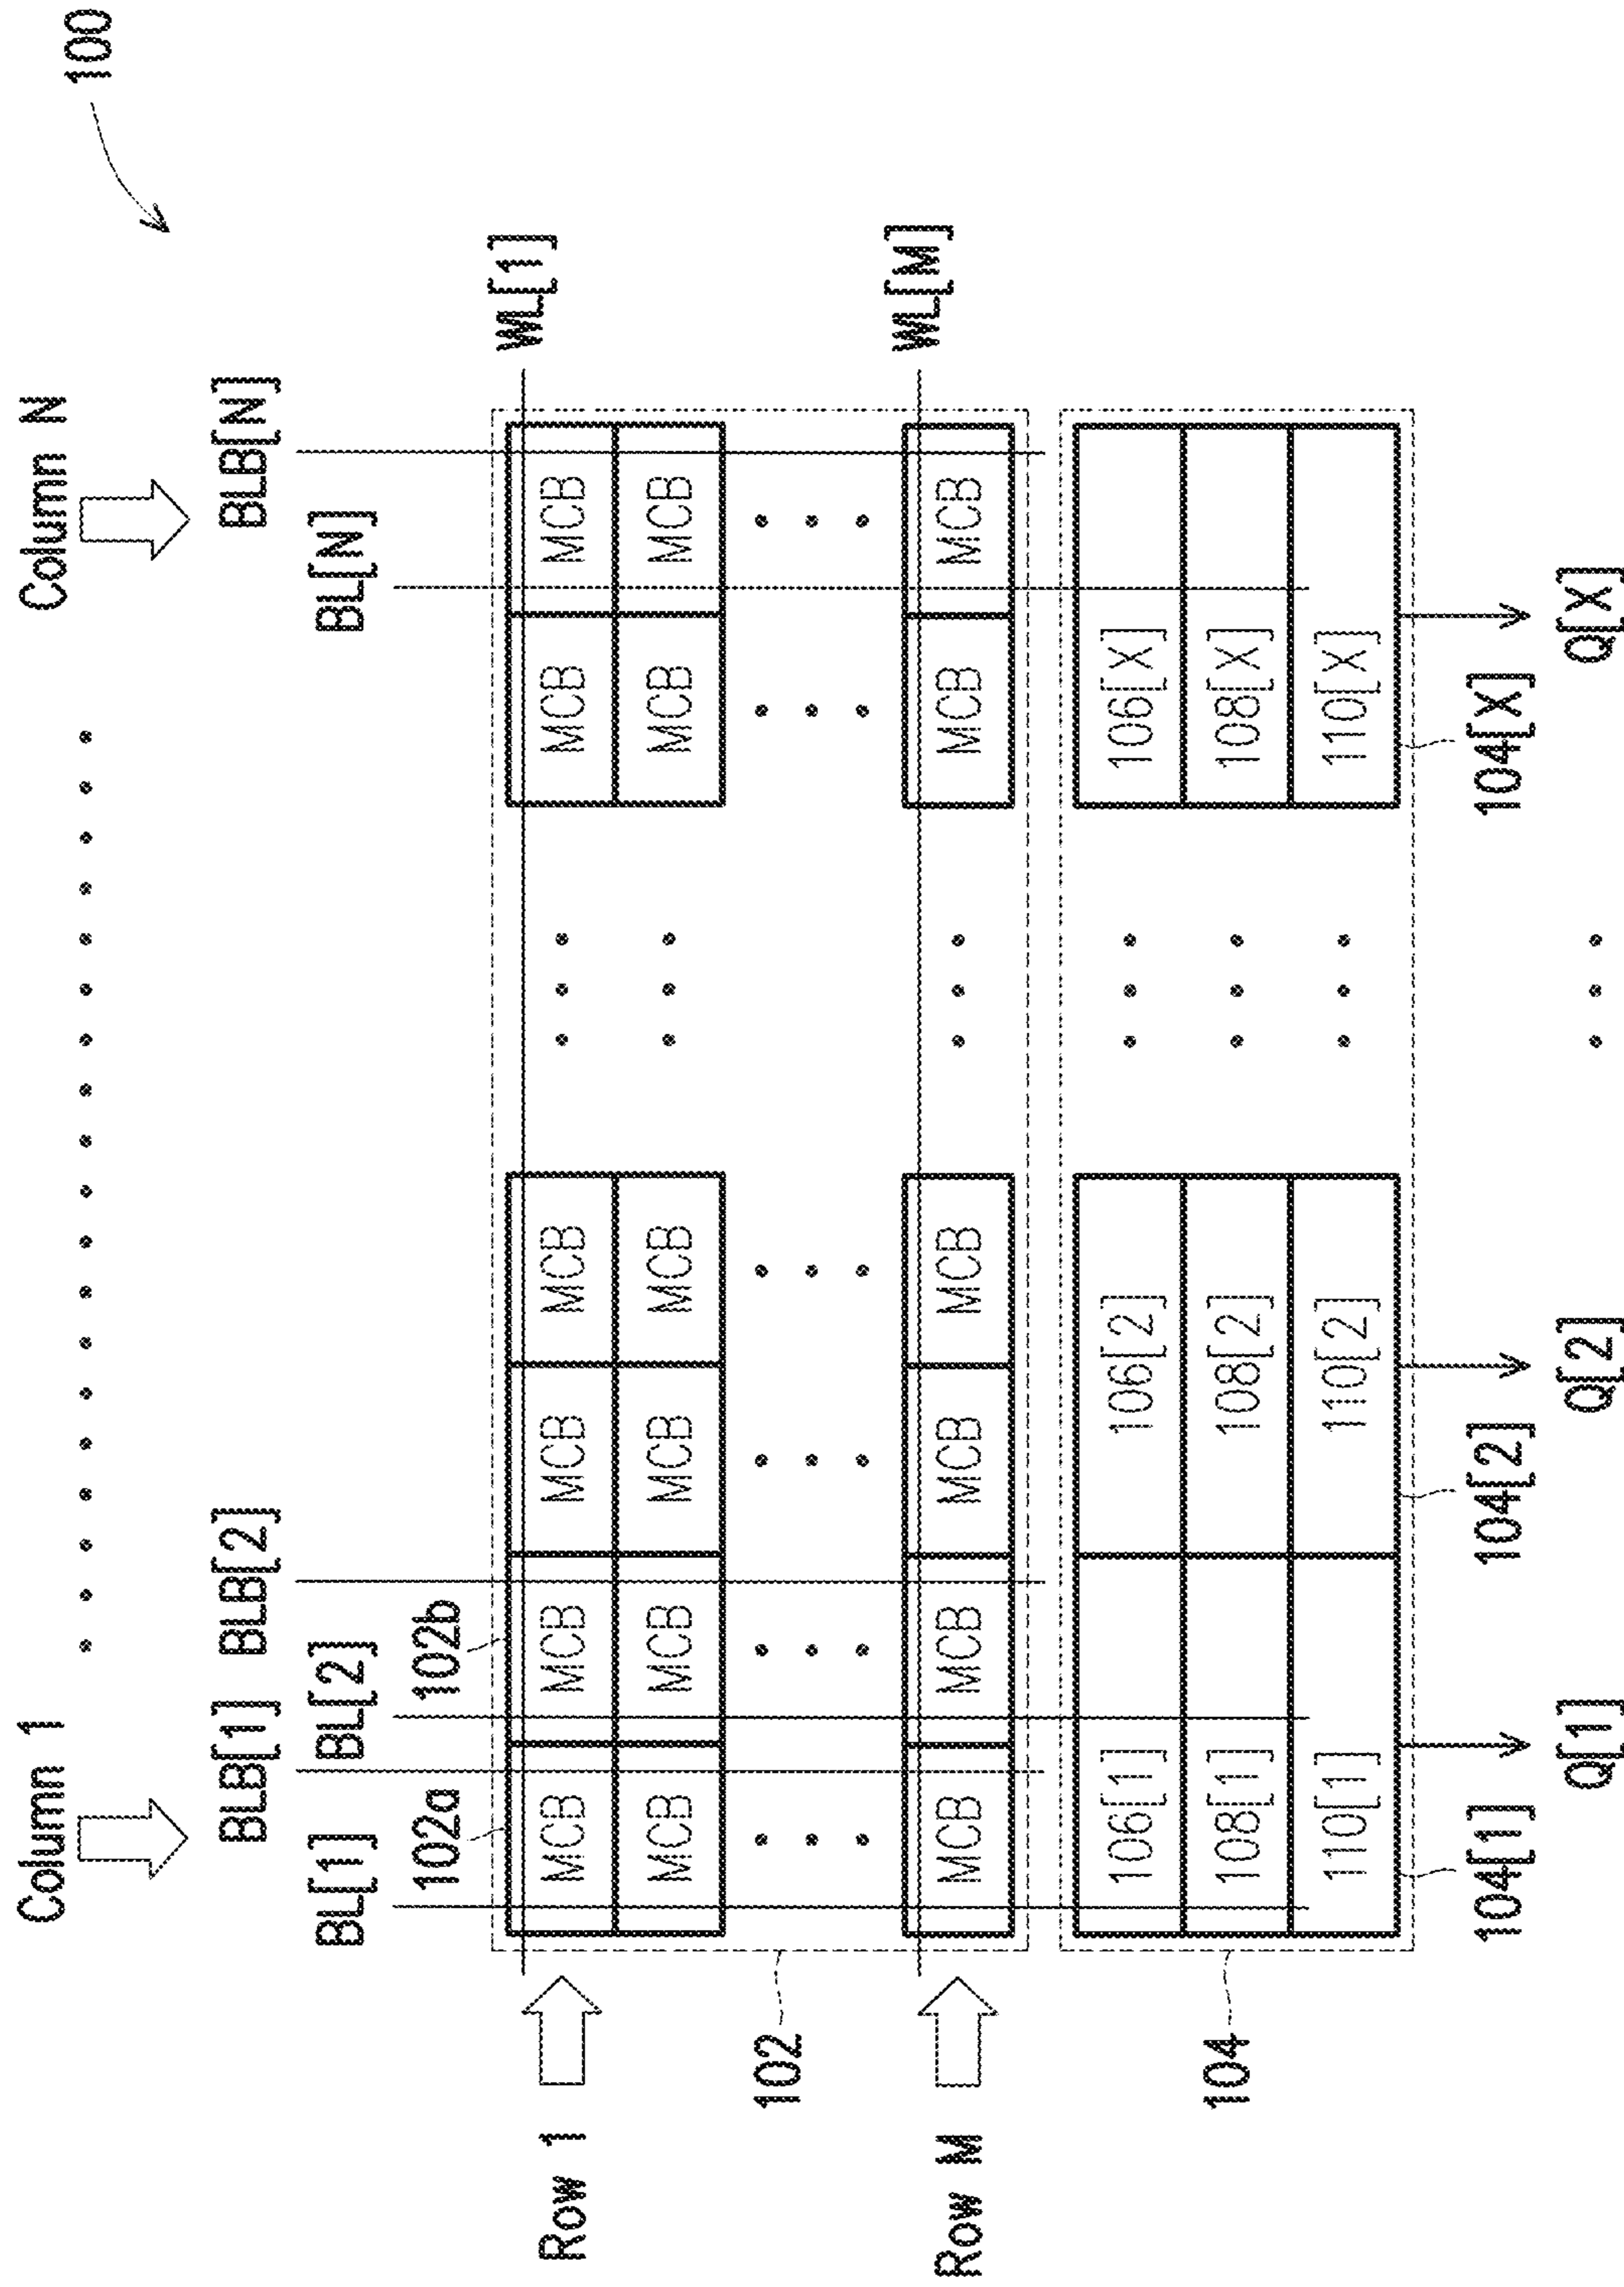 100
Column 1
Column N
BLB[1] BLB[2]
BLB[N]
BL[1]
BL[2]
BL[N]
102a
102b
WL[1]
Row 1
MCB MCB MCB MCB MCB MCB
MCB MCB MCB MCB MCB MCB
102
WL[M]
Row M
MCB MCB MCB MCB MCB MCB
106[1] 106[2] 106[X]
104
108[1] 108[2] 108[X]
110[1] 110[2] 110[X]
104[1] 104[2] 104[X]
Q[1] Q[2] Q[X]